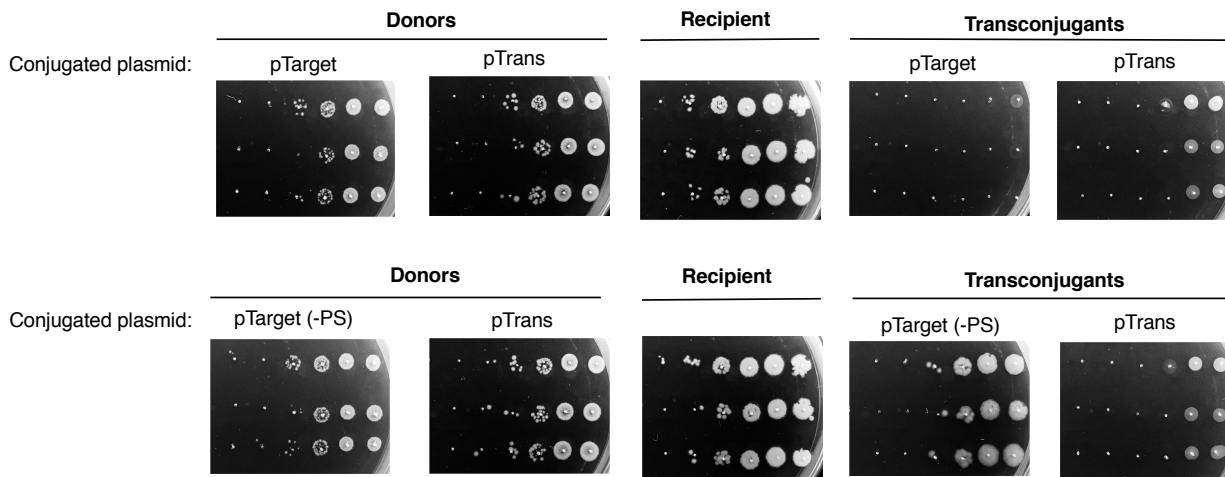 Donors Recipient Transconjugants
Conjugated plasmid: pTarget pTrans pTarget pTrans
Donors Recipient Transconjugants
Conjugated plasmid: pTarget (-PS) pTrans pTarget (-PS) pTrans